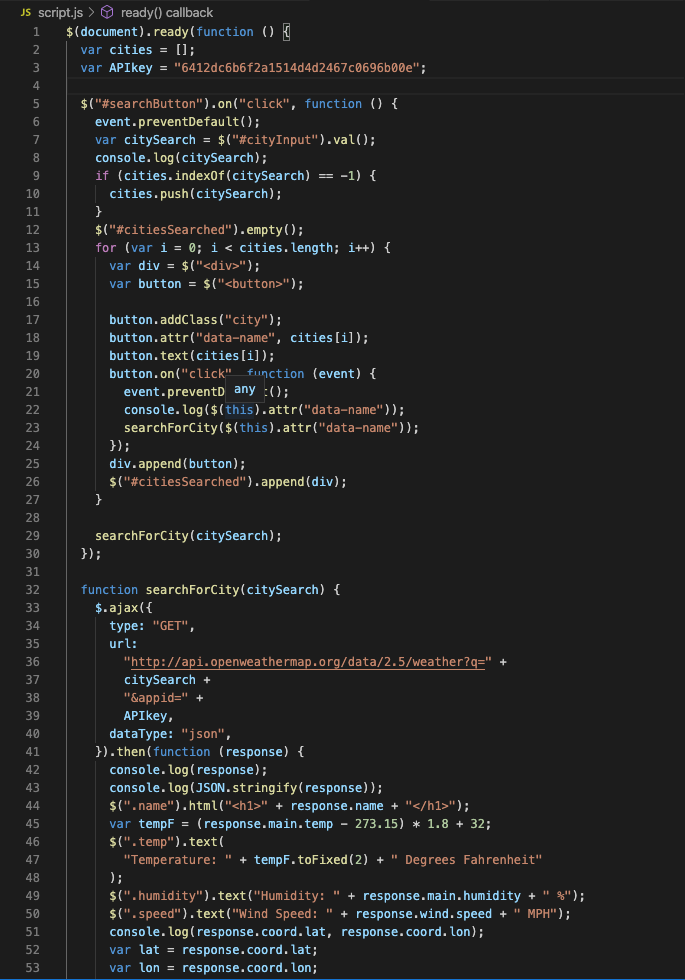 JS script.js > ready() callback
1 $(document).ready(function () {
2 var cities = [];
3 var APIkey = "6412dc6b6f2a1514d4d2467c0696b00e";
4
5 $("#searchButton").on("click", function () {
6 event.preventDefault();
7 var citySearch = $("#cityInput").val();
8 console.log(citySearch);
9 if (cities.indexOf(citySearch) == -1) {
10 cities.push(citySearch);
11 }
12 $("#citiesSearched").empty();
13 for (var i = 0; i < cities.length; i++) {
14 var div = $("<div>");
15 var button = $("<button>");
16
17 button.addClass("city");
18 button.attr("data-name", cities[i]);
19 button.text(cities[i]);
20 button.on("click", function (event) {
any
21 event.preventD t();
22 console.log($(this).attr("data-name"));
23 searchForCity($(this).attr("data-name"));
24 });
25 div.append(button);
26 $("#citiesSearched").append(div);
27 }
28
29 searchForCity(citySearch);
30 });
31
32 function searchForCity(citySearch) {
33 $.ajax({
34 type: "GET",
35 url:
36 "http://api.openweathermap.org/data/2.5/weather?q=" +
37 citySearch +
38 "&appid=" +
39 APIkey,
40 dataType: "json",
41 }).then(function (response) {
42 console.log(response);
43 console.log(JSON.stringify(response));
44 $(".name").html("<h1>" + response.name + "</h1>");
45 var tempF = (response.main.temp - 273.15) * 1.8 + 32;
46 $(".temp").text(
47 "Temperature: " + tempF.toFixed(2) + " Degrees Fahrenheit"
48 );
49 $(".humidity").text("Humidity: " + response.main.humidity + " %");
50 $(".speed").text("Wind Speed: " + response.wind.speed + " MPH");
51 console.log(response.coord.lat, response.coord.lon);
52 var lat = response.coord.lat;
53 var lon = response.coord.lon;